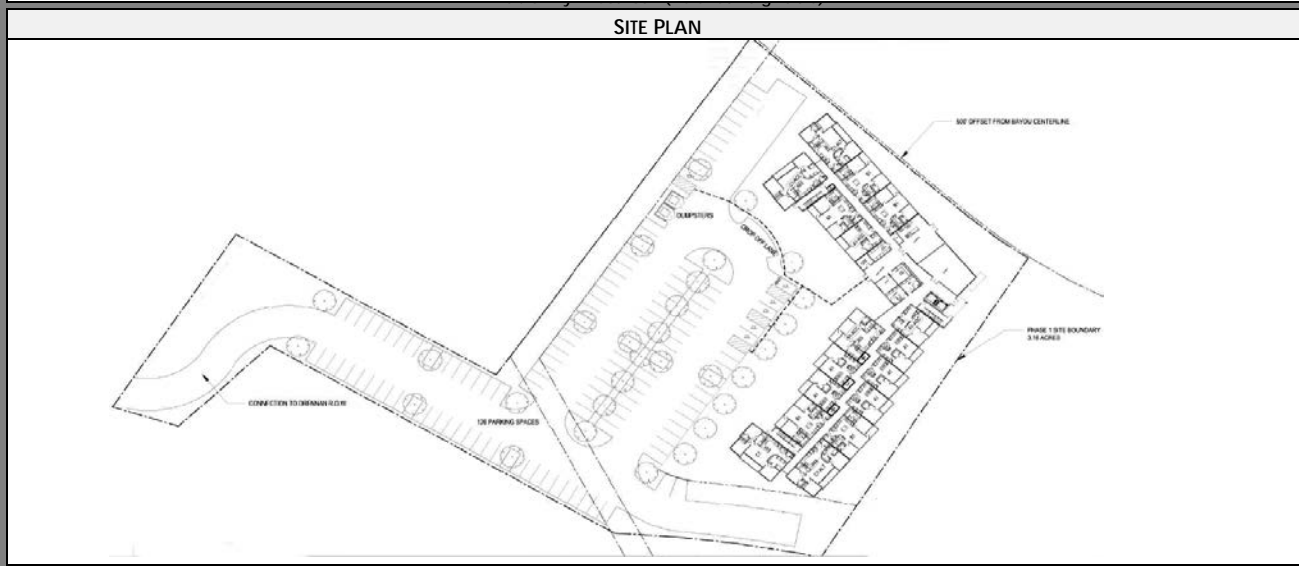 SITE PLAN
500' OFFSET FROM BAYOU CENTERLINE
DUMPSTERS
DROP OFF LANE
PHASE 1 SITE BOUNDARY
3.16 ACRES
CONNECTION TO DRENNAN R.O.W.
PARKING SPACES